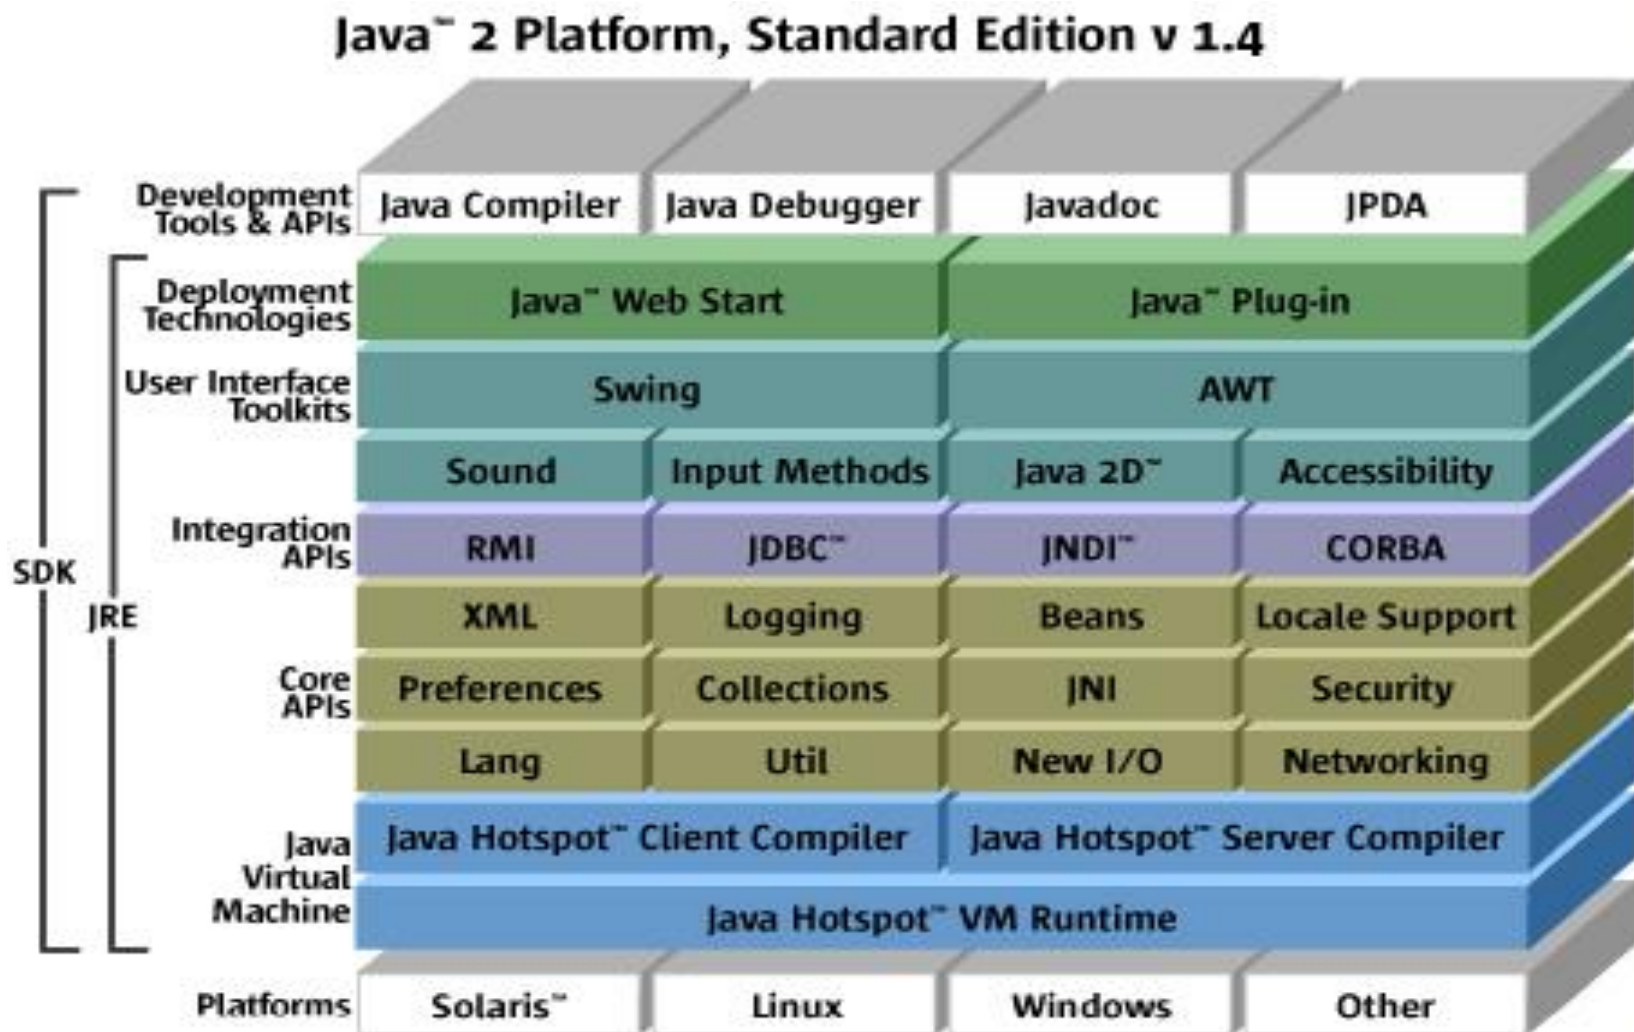 Java™ 2 Platform, Standard Edition v 1.4
Development
Tools & APIs
Java Compiler
Java Debugger
Javadoc
JPDA
Deployment
Technologies
Java™ Web Start
Java™ Plug-in
User Interface
Toolkits
Swing
AWT
Sound
Input Methods
Java 2D™
Accessibility
Integration
APIs
RMI
JDBC™
JNDI™
CORBA
SDK
JRE
XML
Logging
Beans
Locale Support
Core
APIs
Preferences
Collections
JNI
Security
Lang
Util
New I/O
Networking
Java
Virtual
Machine
Java Hotspot™ Client Compiler
Java Hotspot™ Server Compiler
Java Hotspot™ VM Runtime
Platforms
Solaris™
Linux
Windows
Other